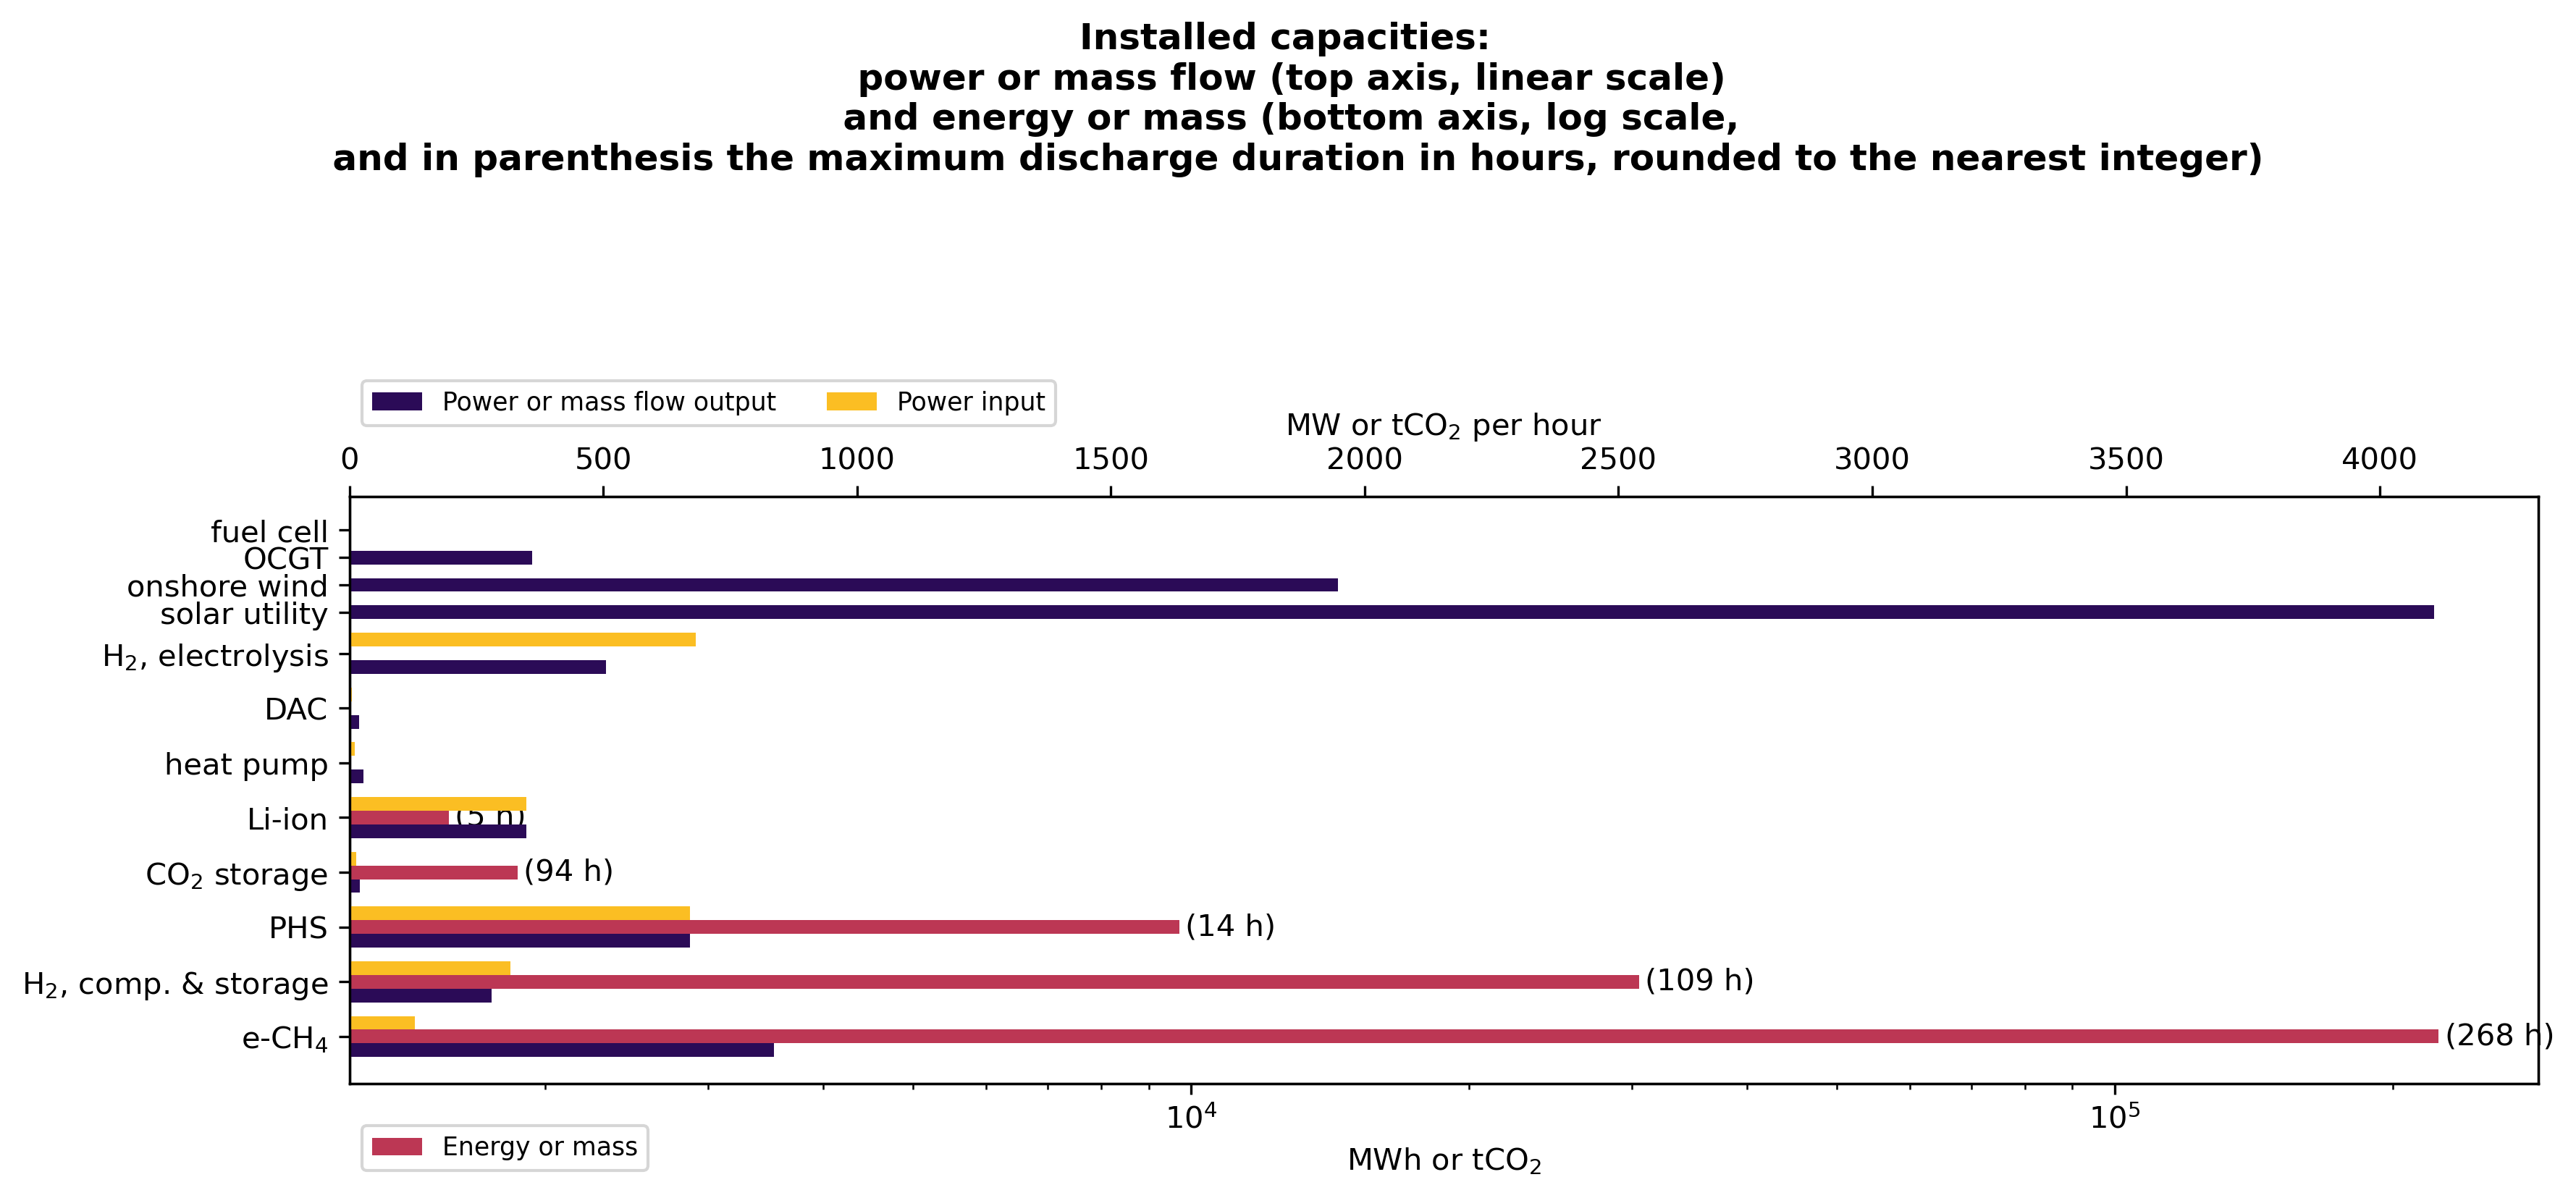 Installed capacities:
power or mass flow (top axis, linear scale)
and energy or mass (bottom axis, log scale,
and in parenthesis the maximum discharge duration in hours, rounded to the nearest integer)
Power or mass flow output
Power input
MW or tCO₂ per hour
0 500 1000 1500 2000 2500 3000 3500 4000
fuel cell
OCGT
onshore wind
solar utility
H₂, electrolysis
DAC
heat pump
Li-ion (5 h)
CO₂ storage (94 h)
PHS (14 h)
H₂, comp. & storage (109 h)
e-CH₄ (268 h)
10⁴ 10⁵
Energy or mass
MWh or tCO₂